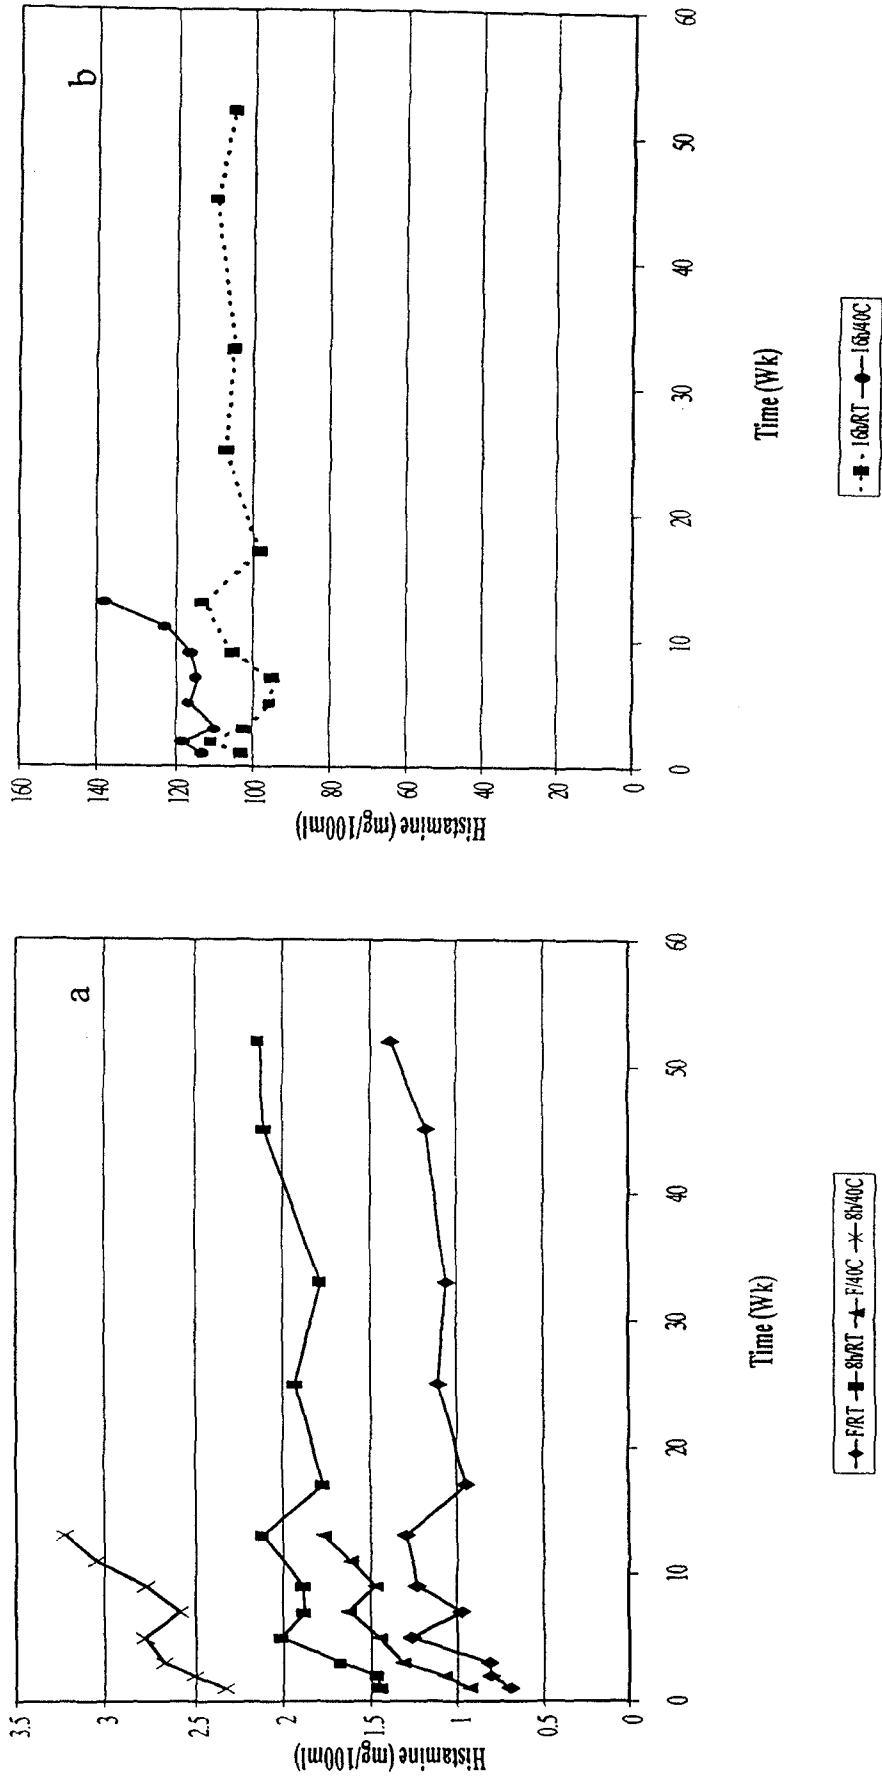 a
Histamine (mg/100ml)
3.5
3
2.5
2
1.5
1
0.5
0
0 10 20 30 40 50 60
Time (Wk)
F/RT 8h/RT F/40C 8h/40C
b
Histamine (mg/100ml)
160
140
120
100
80
60
40
20
0
0 10 20 30 40 50 60
Time (Wk)
16h/RT 16h/40C